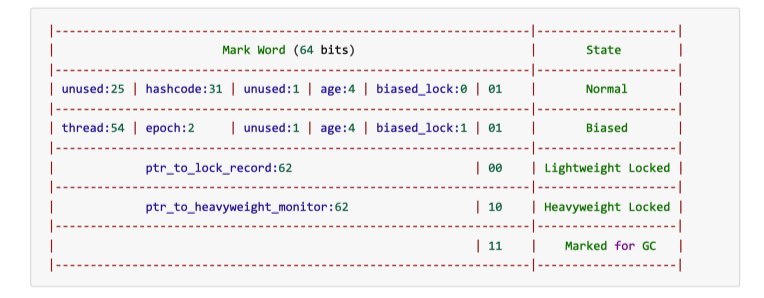 |--------------------------------------------------------------|--------------------|
|                     Mark Word (64 bits)                      |       State        |
|--------------------------------------------------------------|--------------------|
| unused:25 | hashcode:31 | unused:1 | age:4 | biased_lock:0 | 01 |       Normal       |
|--------------------------------------------------------------|--------------------|
| thread:54 | epoch:2     | unused:1 | age:4 | biased_lock:1 | 01 |       Biased       |
|--------------------------------------------------------------|--------------------|
|            ptr_to_lock_record:62                        | 00 | Lightweight Locked |
|--------------------------------------------------------------|--------------------|
|            ptr_to_heavyweight_monitor:62                | 10 | Heavyweight Locked |
|--------------------------------------------------------------|--------------------|
|                                                         | 11 |    Marked for GC   |
|--------------------------------------------------------------|--------------------|